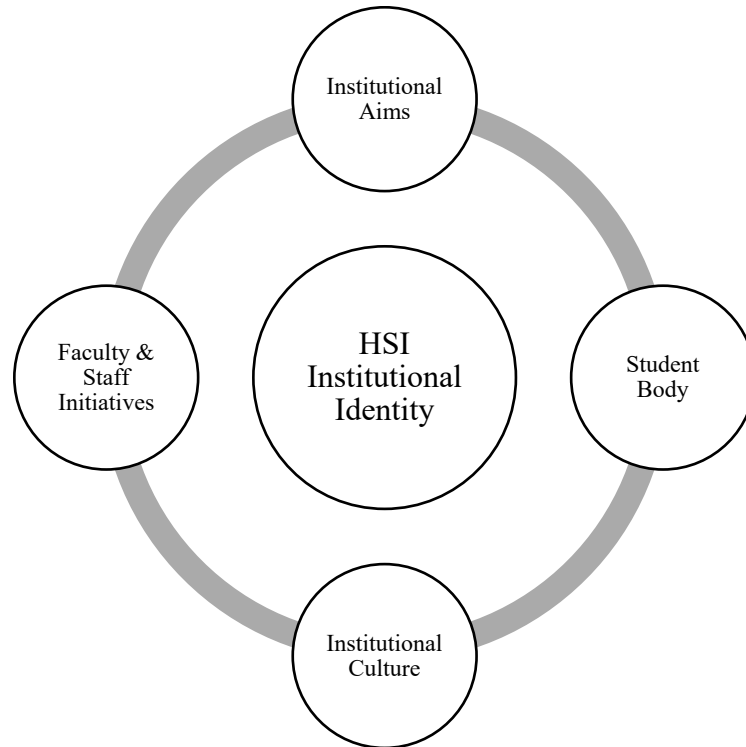 Institutional
Aims
Faculty &
Staff
Initiatives
HSI
Institutional
Identity
Student
Body
Institutional
Culture